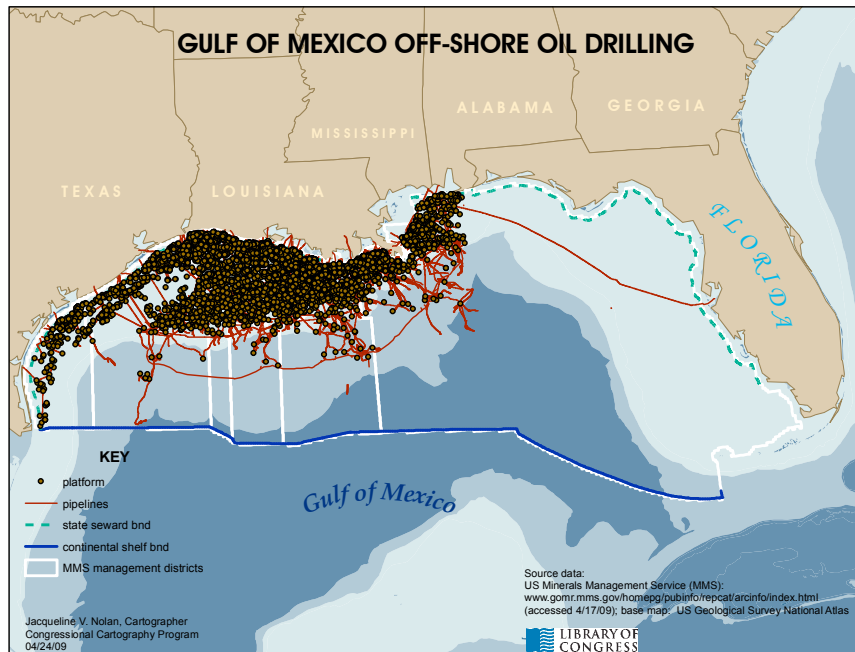 GULF OF MEXICO OFF-SHORE OIL DRILLING
ALABAMA
GEORGIA
MISSISSIPPI
TEXAS
LOUISIANA
FLORIDA
KEY
platform
pipelines
state seward bnd
continental shelf bnd
MMS management districts
Gulf of Mexico
Source data:
US Minerals Management Service (MMS):
www.gomr.mms.gov/homepg/pubinfo/repcat/arcinfo/index.html
(accessed 4/17/09); base map: US Geological Survey National Atlas
Jacqueline V. Nolan, Cartographer
Congressional Cartography Program
04/24/09
LIBRARY OF
CONGRESS